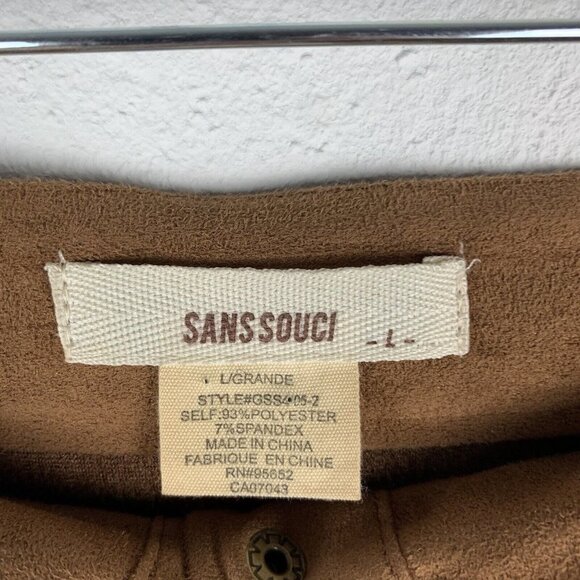 SANS SOUCI -L-
L/GRANDE
STYLE#GSS405-2
SELF:93%POLYESTER
7%SPANDEX
MADE IN CHINA
FABRIQUE EN CHINE
RN#95652
CA07043